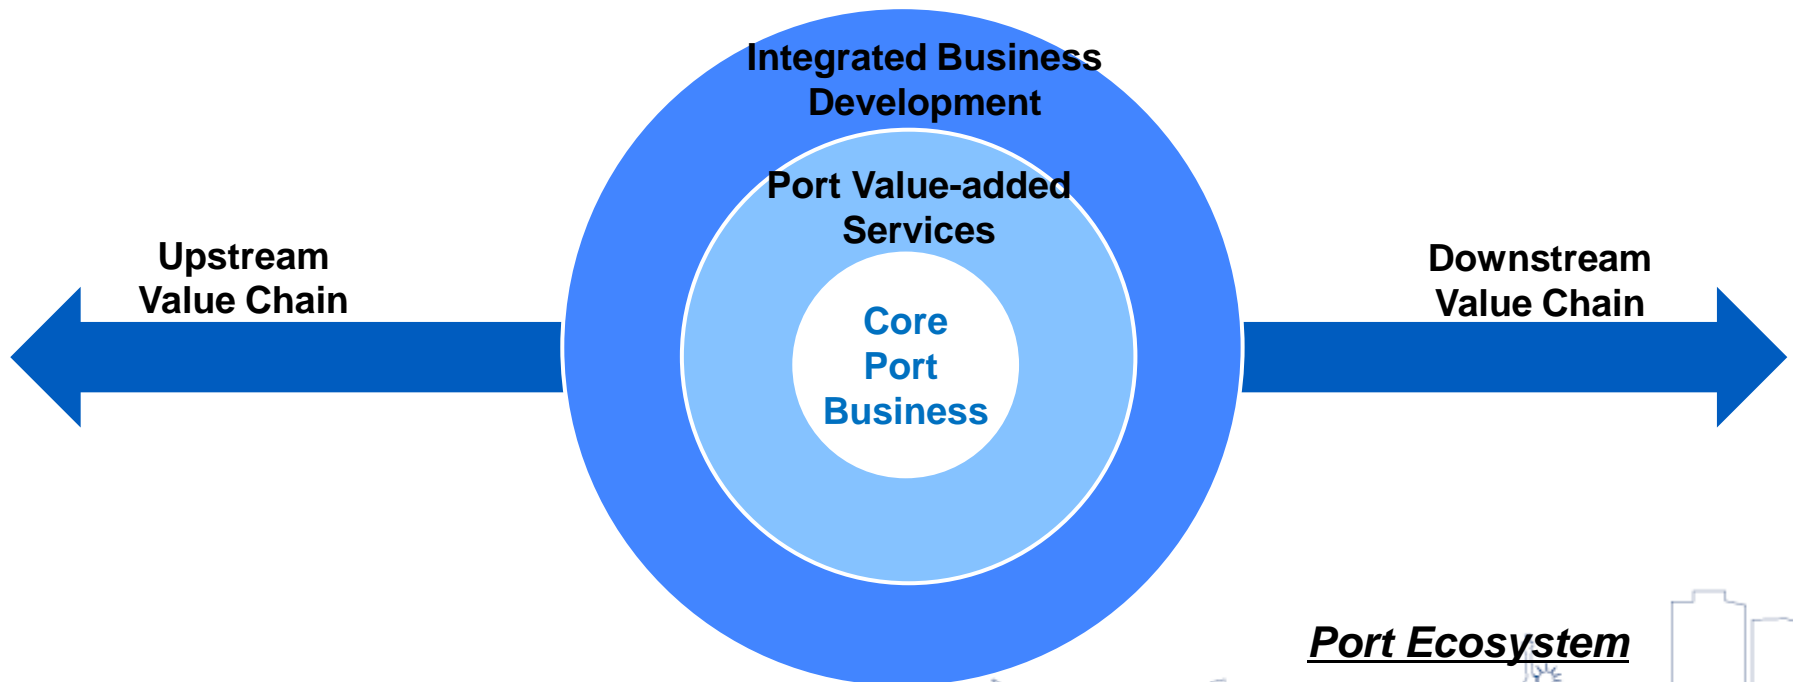 Integrated Business
Development
Port Value-added
Services
Upstream
Value Chain
Core
Port
Business
Downstream
Value Chain
Port Ecosystem